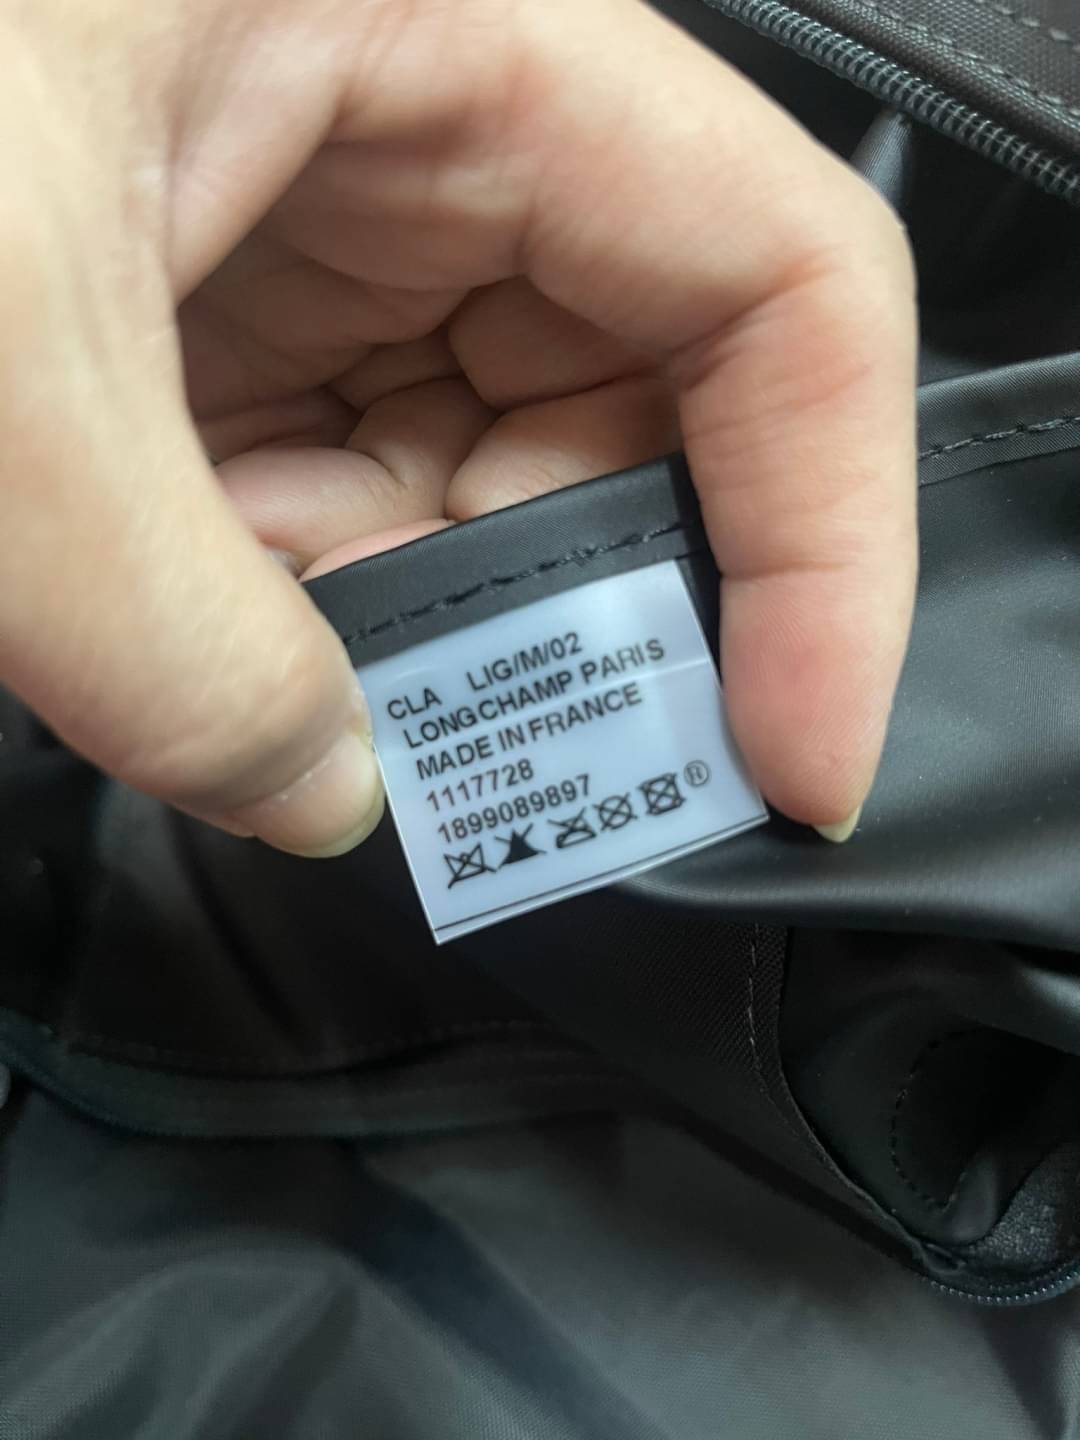 CLA LIG/M/02
LONGCHAMP PARIS
MADE IN FRANCE
1117728
1899089897
®